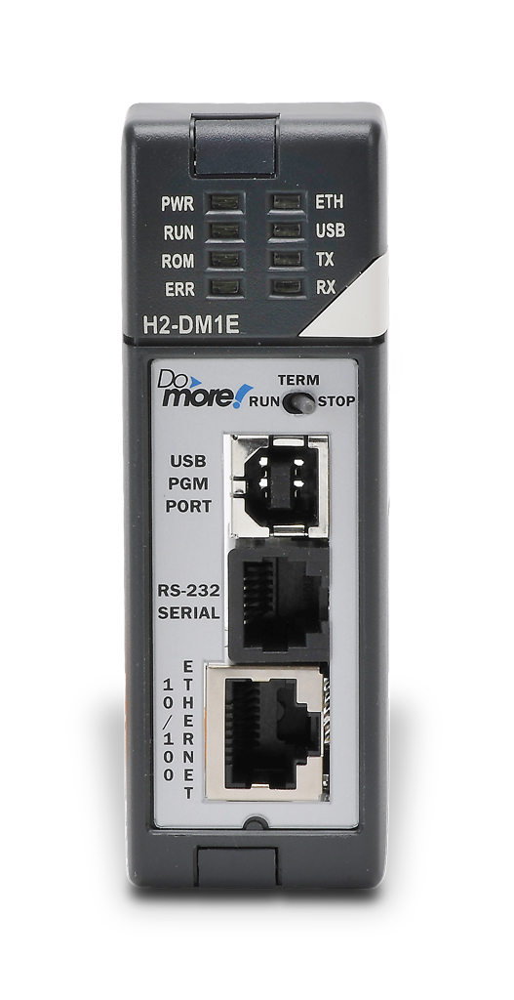 PWR ETH
RUN USB
ROM TX
ERR RX
H2-DM1E
Do more!
TERM
RUN STOP
USB
PGM
PORT
RS-232
SERIAL
10/100
ETHERNET